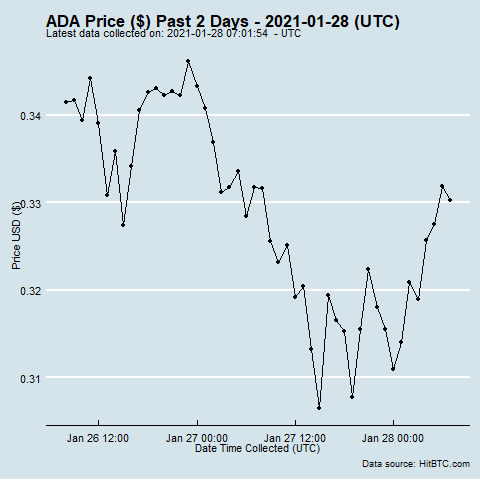 ADA Price ($) Past 2 Days - 2021-01-28 (UTC)
Latest data collected on: 2021-01-28 07:01:54 - UTC
0.34
0.33
0.32
0.31
Price USD ($)
Jan 26 12:00 Jan 27 00:00 Jan 27 12:00 Jan 28 00:00
Date Time Collected (UTC)
Data source: HitBTC.com